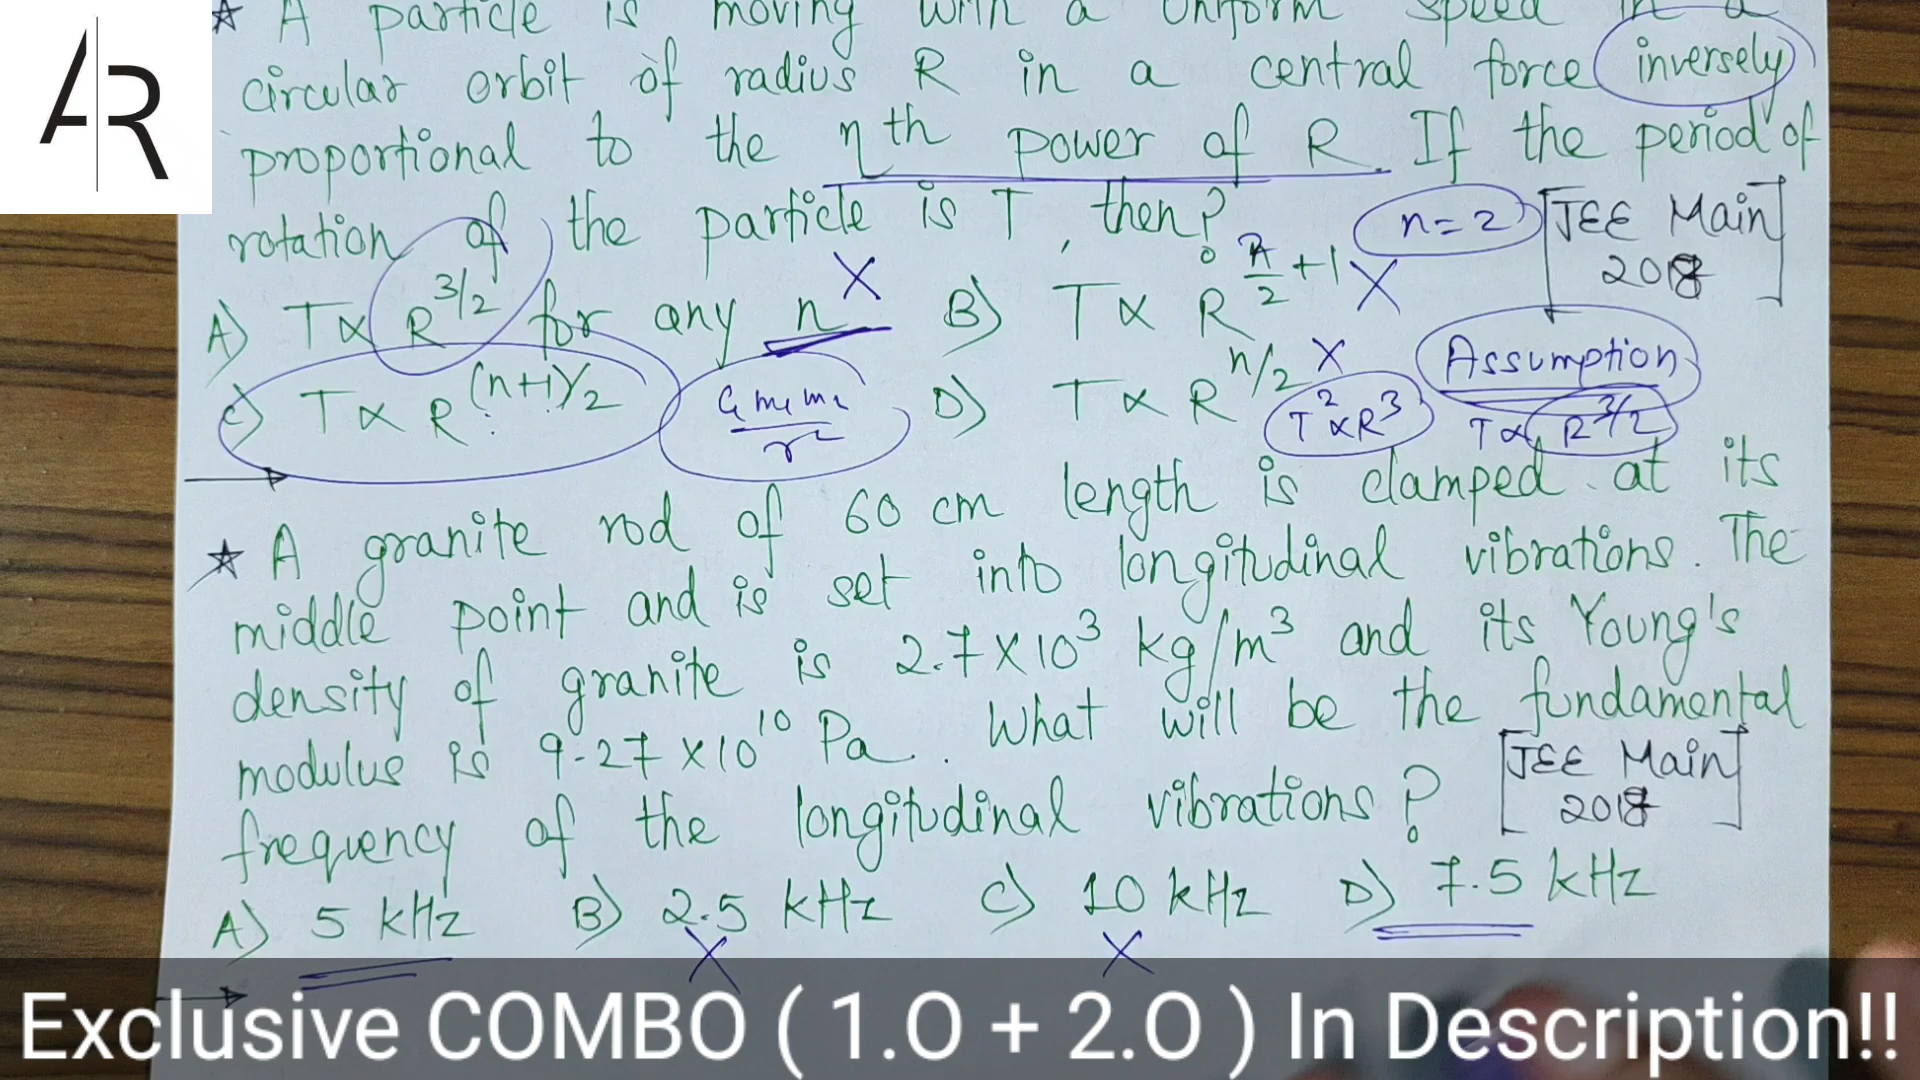 AR
★ A particle is moving with a uniform speed in a
circular orbit of radius R in a central force inversely
proportional to the nth power of R. If the period of
rotation of the particle is T, then?
n=2
[JEE Main 2018]
A) T∝ R^3/2 for any n X
B) T∝ R^n/2+1 X
C) T∝ R^(n+1)/2
G m₁ m₂ / r²
D) T∝ R^n/2 X
Assumption
T²∝R³
T∝ R^3/2
★ A granite rod of 60 cm length is clamped at its
middle point and is set into longitudinal vibrations. The
density of granite is 2.7×10³ kg/m³ and its Young's
modulus is 9.27×10¹⁰ Pa. What will be the fundamental
frequency of the longitudinal vibrations?
[JEE Main 2018]
A) 5 kHz B) 2.5 kHz C) 10 kHz D) 7.5 kHz
X X
Exclusive COMBO ( 1.O + 2.O ) In Description!!